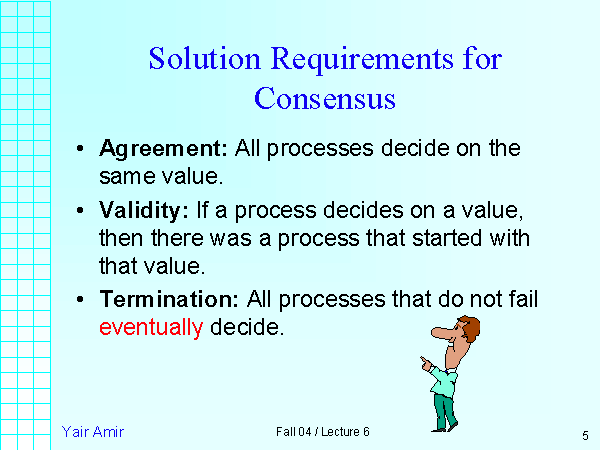 Solution Requirements for
Consensus
• Agreement: All processes decide on the
same value.
• Validity: If a process decides on a value,
then there was a process that started with
that value.
• Termination: All processes that do not fail
eventually decide.
Yair Amir
Fall 04 / Lecture 6
5